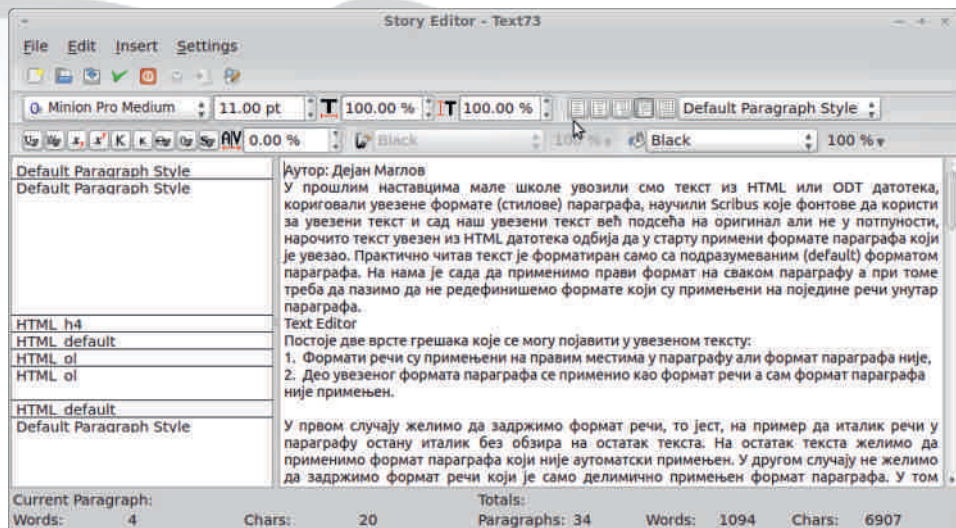 Story Editor - Text73
File Edit Insert Settings
Minion Pro Medium 11.00 pt 100.00 % 100.00 % Default Paragraph Style
0.00 % Black 100 % Black 100 %
Default Paragraph Style
Default Paragraph Style
HTML_h4
HTML_default
HTML_ol
HTML_ol
HTML_default
Default Paragraph Style
Аутор: Дејан Маглов
У прошлим наставцима мале школе увозили смо текст из HTML или ODT датотека,
кориговали увезене формате (стилове) параграфа, научили Scribus које фонтове да користи
за увезени текст и сад наш увезени текст већ подсећа на оригинал али не у потпуности,
нарочито текст увезен из HTML датотека одбија да у старту примени формате параграфа који
је увезао. Практично читав текст је форматиран само са подразумеваним (default) форматом
параграфа. На нама је сада да применимо прави формат на сваком параграфу а при томе
треба да пазимо да не редефинишемо формате који су примењени на поједине речи унутар
параграфа.
Text Editor
Постоје две врсте грешака које се могу појавити у увезеном тексту:
1. Формати речи су примењени на правим местима у параграфу али формат параграфа није,
2. Део увезеног формата параграфа се применио као формат речи а сам формат параграфа
није примењен.
У првом случају желимо да задржимо формат речи, то јест, на пример да италик речи у
параграфу остану италик без обзира на остатак текста. На остатак текста желимо да
применимо формат параграфа који није аутоматски примењен. У другом случају не желимо
да задржимо формат речи који је само делимично примењен формат параграфа. У том
Current Paragraph: Totals:
Words: 4 Chars: 20 Paragraphs: 34 Words: 1094 Chars: 6907